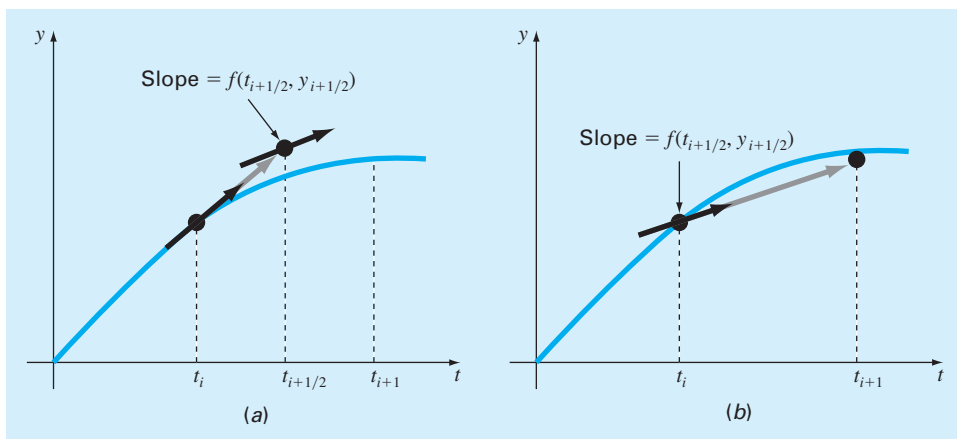 y
Slope = f(t_{i+1/2}, y_{i+1/2})
t_i
t_{i+1/2}
t_{i+1}
t
(a)
y
Slope = f(t_{i+1/2}, y_{i+1/2})
t_i
t_{i+1}
t
(b)